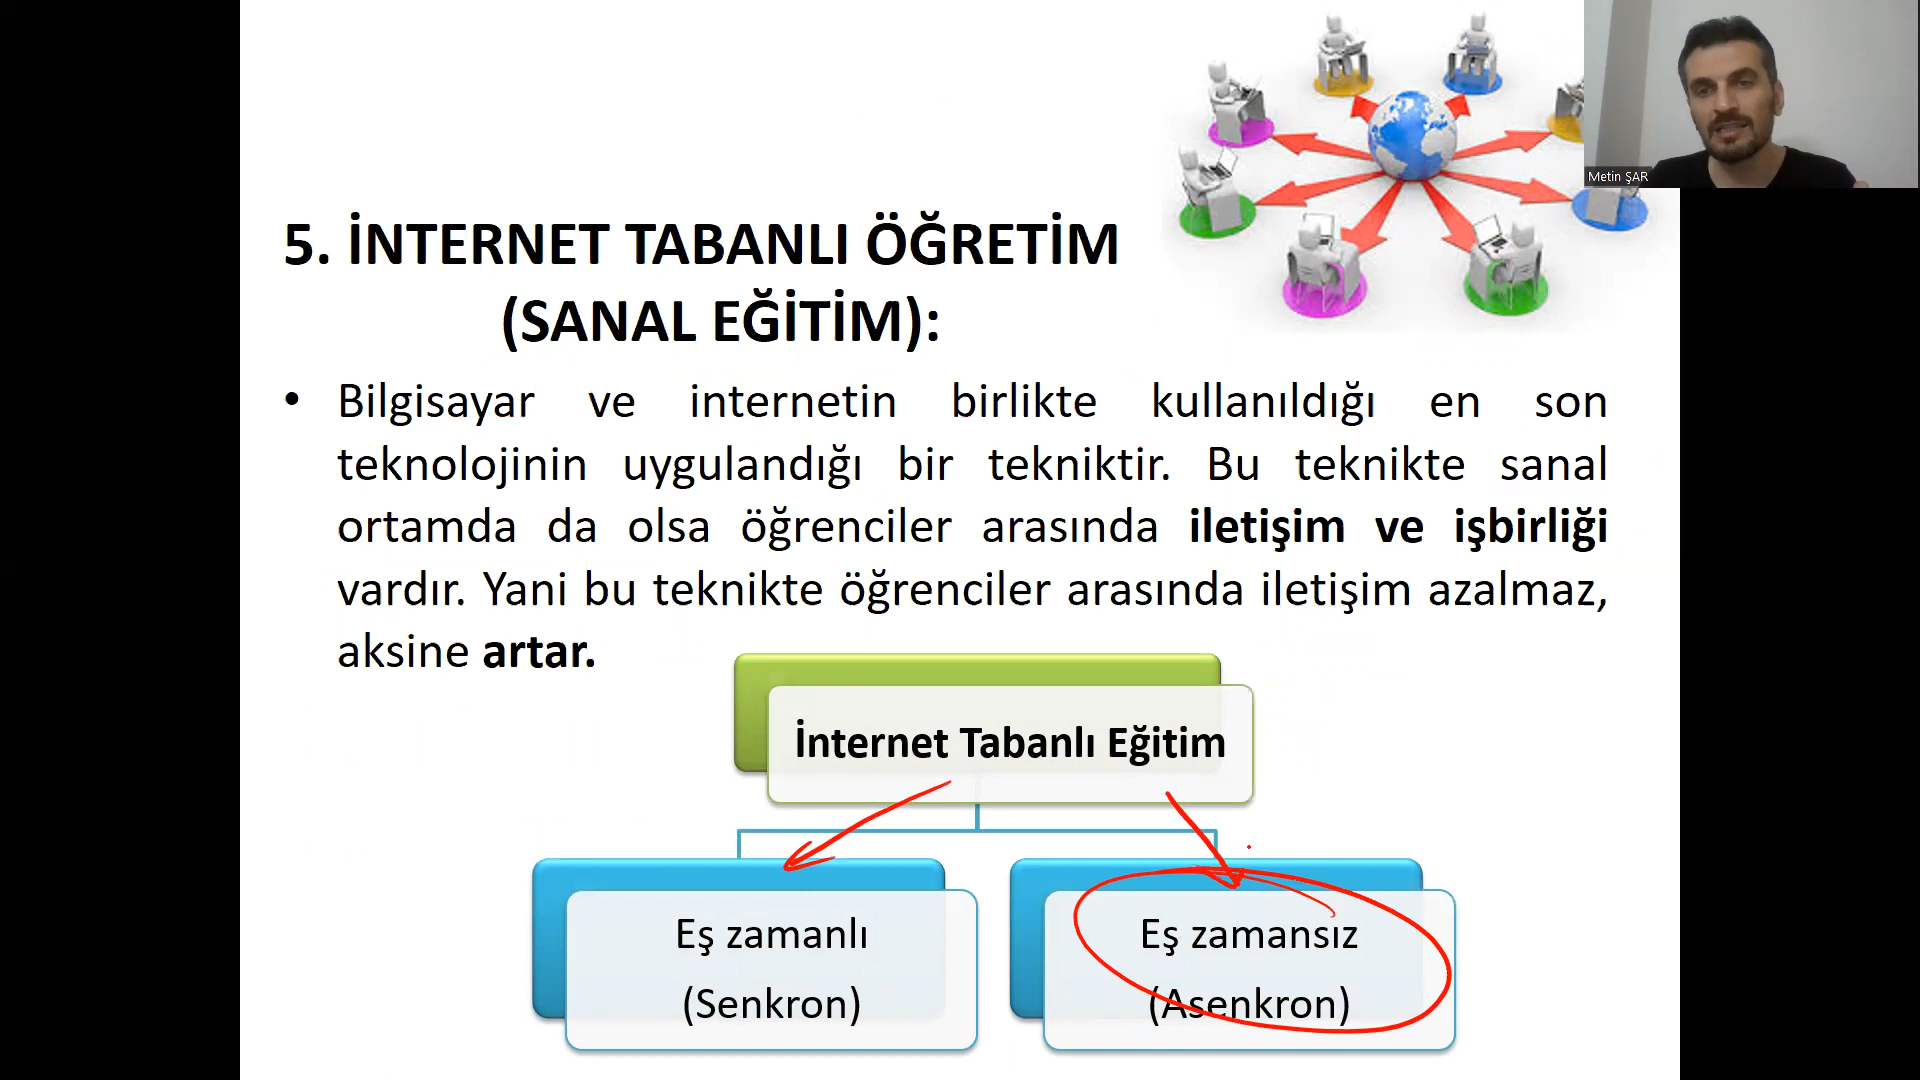 Metin ŞAR
5. İNTERNET TABANLI ÖĞRETİM
(SANAL EĞİTİM):
• Bilgisayar ve internetin birlikte kullanıldığı en son
teknolojinin uygulandığı bir tekniktir. Bu teknikte sanal
ortamda da olsa öğrenciler arasında iletişim ve işbirliği
vardır. Yani bu teknikte öğrenciler arasında iletişim azalmaz,
aksine artar.
İnternet Tabanlı Eğitim
Eş zamanlı
(Senkron)
Eş zamansız
(Asenkron)